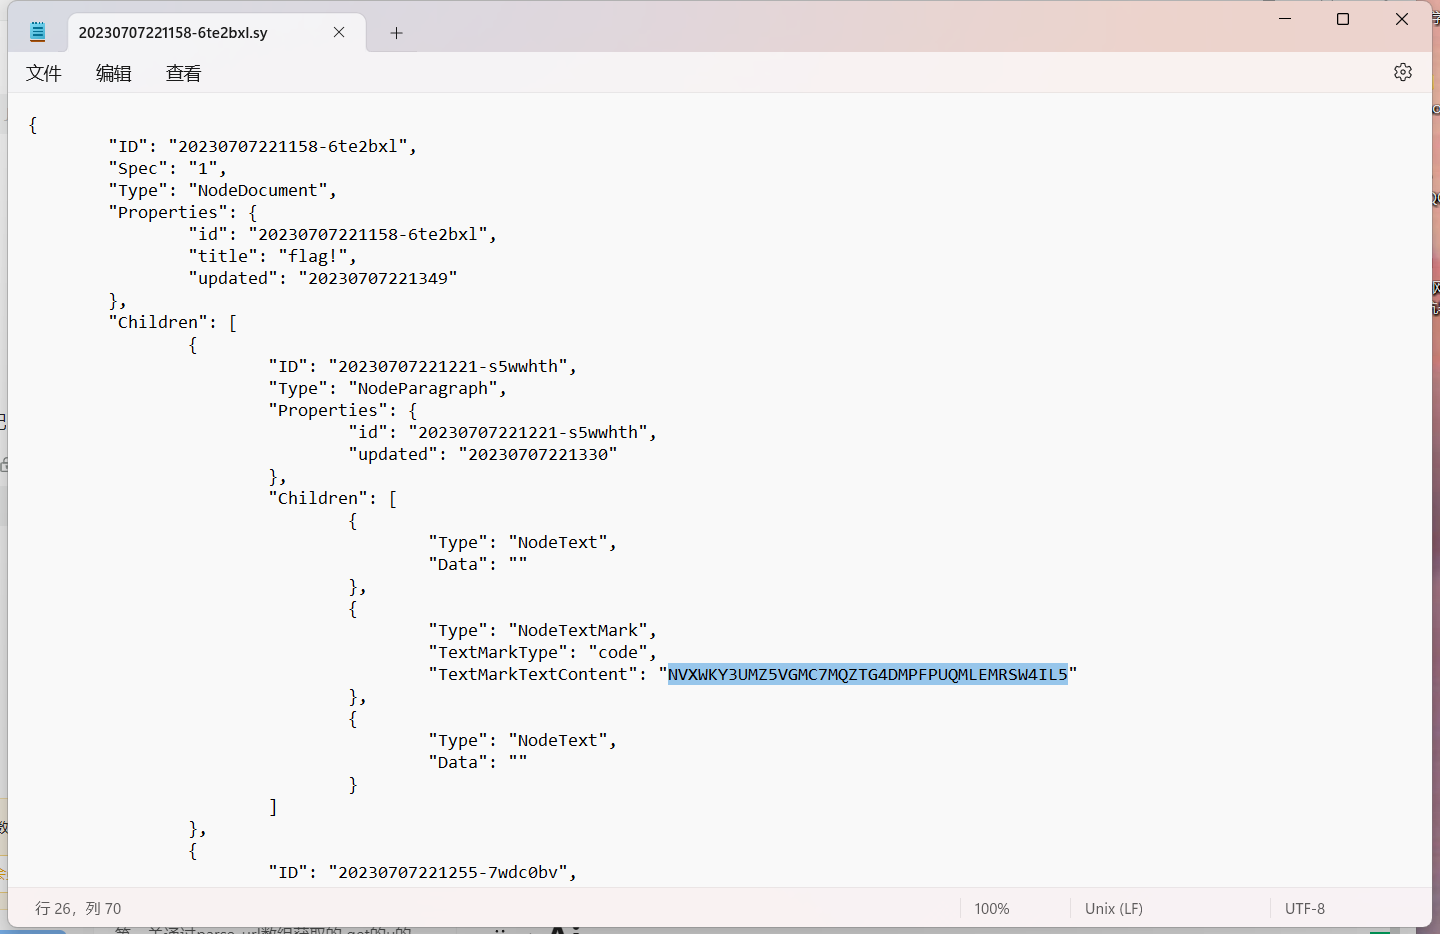 20230707221158-6te2bxl.sy
文件 编辑 查看
{
"ID": "20230707221158-6te2bxl",
"Spec": "1",
"Type": "NodeDocument",
"Properties": {
"id": "20230707221158-6te2bxl",
"title": "flag!",
"updated": "20230707221349"
},
"Children": [
{
"ID": "20230707221221-s5wwhth",
"Type": "NodeParagraph",
"Properties": {
"id": "20230707221221-s5wwhth",
"updated": "20230707221330"
},
"Children": [
{
"Type": "NodeText",
"Data": ""
},
{
"Type": "NodeTextMark",
"TextMarkType": "code",
"TextMarkTextContent": "NVXWKY3UMZ5VGMC7MQZTG4DMPFPUQMLEMRSW4IL5"
},
{
"Type": "NodeText",
"Data": ""
}
]
},
{
"ID": "20230707221255-7wdc0bv",
行 26，列 70 100% Unix (LF) UTF-8